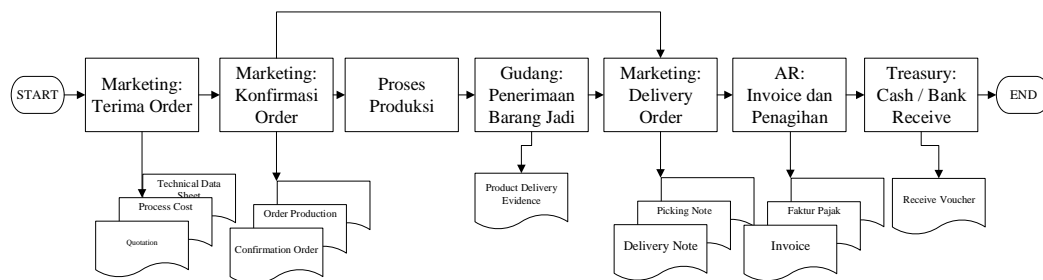 START
Marketing:
Terima Order
Marketing:
Konfirmasi
Order
Proses
Produksi
Gudang:
Penerimaan
Barang Jadi
Marketing:
Delivery
Order
AR:
Invoice dan
Penagihan
Treasury:
Cash / Bank
Receive
END
Technical Data
Sheet
Process Cost
Quotation
Order Production
Confirmation Order
Product Delivery
Evidence
Picking Note
Delivery Note
Faktur Pajak
Invoice
Receive Voucher